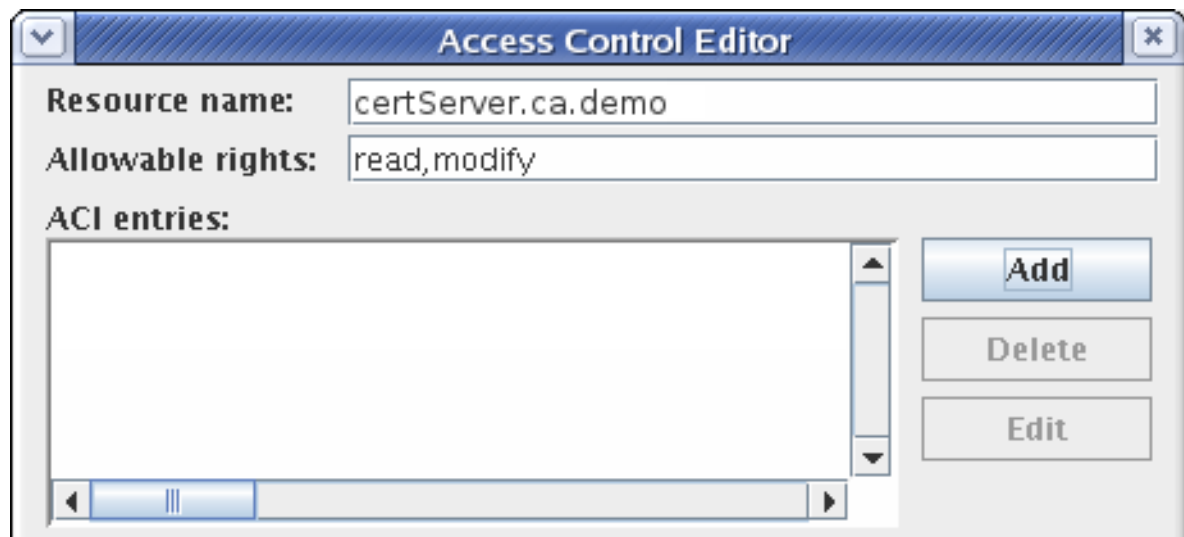 Access Control Editor
Resource name: certServer.ca.demo
Allowable rights: read,modify
ACI entries:
Add
Delete
Edit